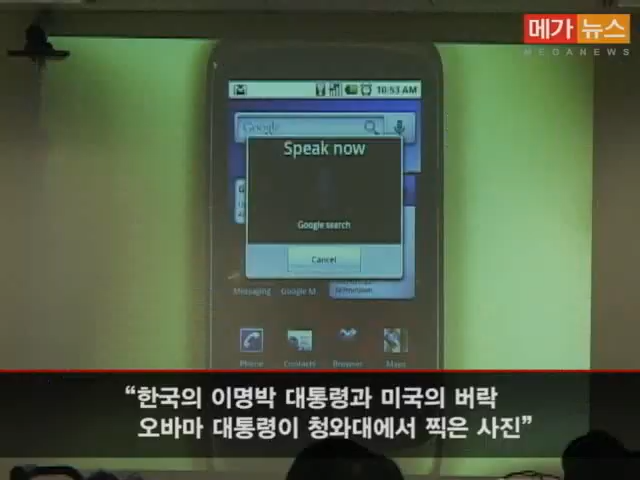 메가 뉴스
MEGANEWS
10:53 AM
Google
Speak now
Google search
Cancel
Messaging Google M
Phone Contacts Browser Maps
“한국의 이명박 대통령과 미국의 버락
오바마 대통령이 청와대에서 찍은 사진”